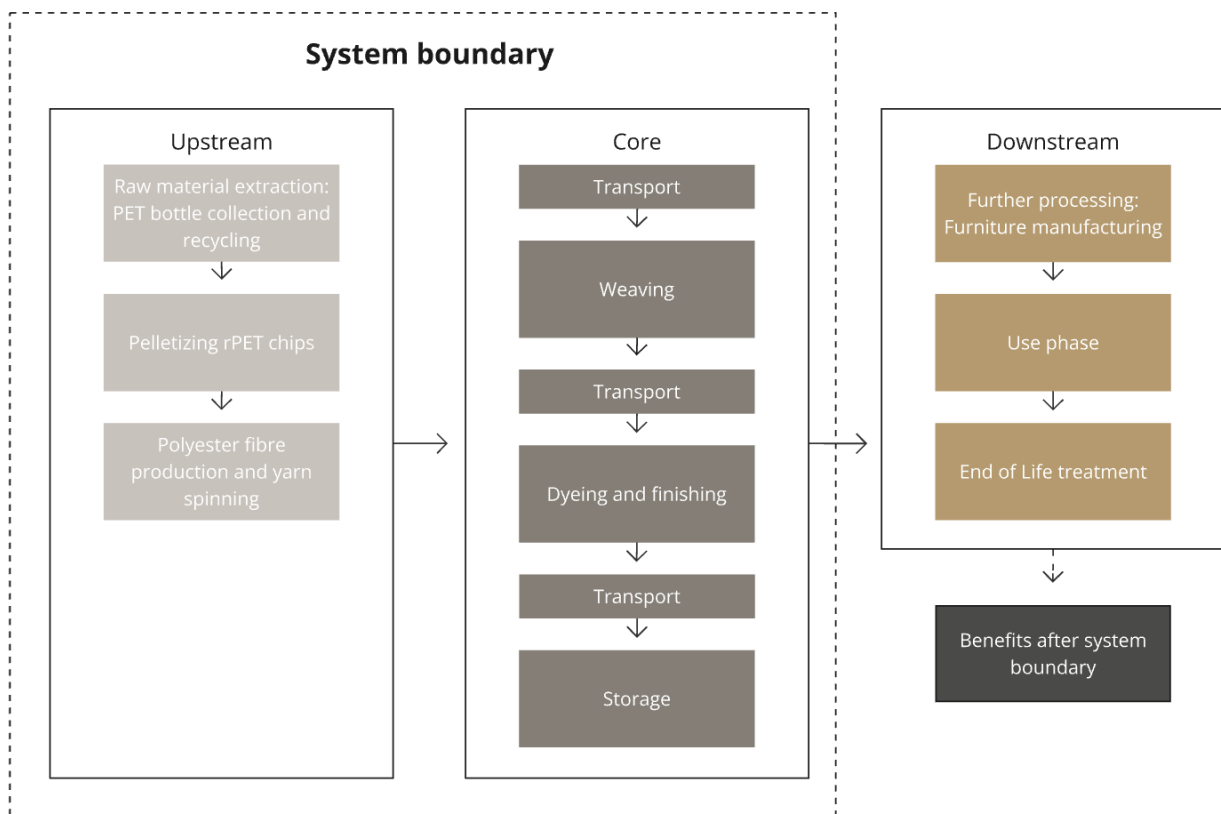 System boundary
Upstream
Raw material extraction:
PET bottle collection and
recycling
Pelletizing rPET chips
Polyester fibre
production and yarn
spinning
Core
Transport
Weaving
Transport
Dyeing and finishing
Transport
Storage
Downstream
Further processing:
Furniture manufacturing
Use phase
End of Life treatment
Benefits after system
boundary